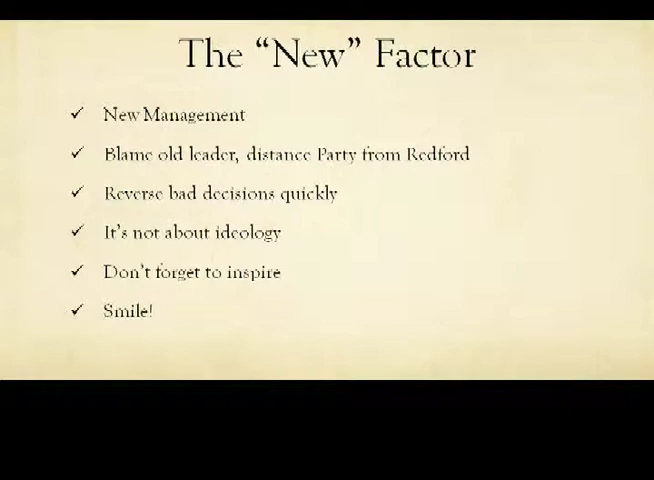 The “New” Factor
New Management
Blame old leader, distance Party from Redford
Reverse bad decisions quickly
It’s not about ideology
Don’t forget to inspire
Smile!